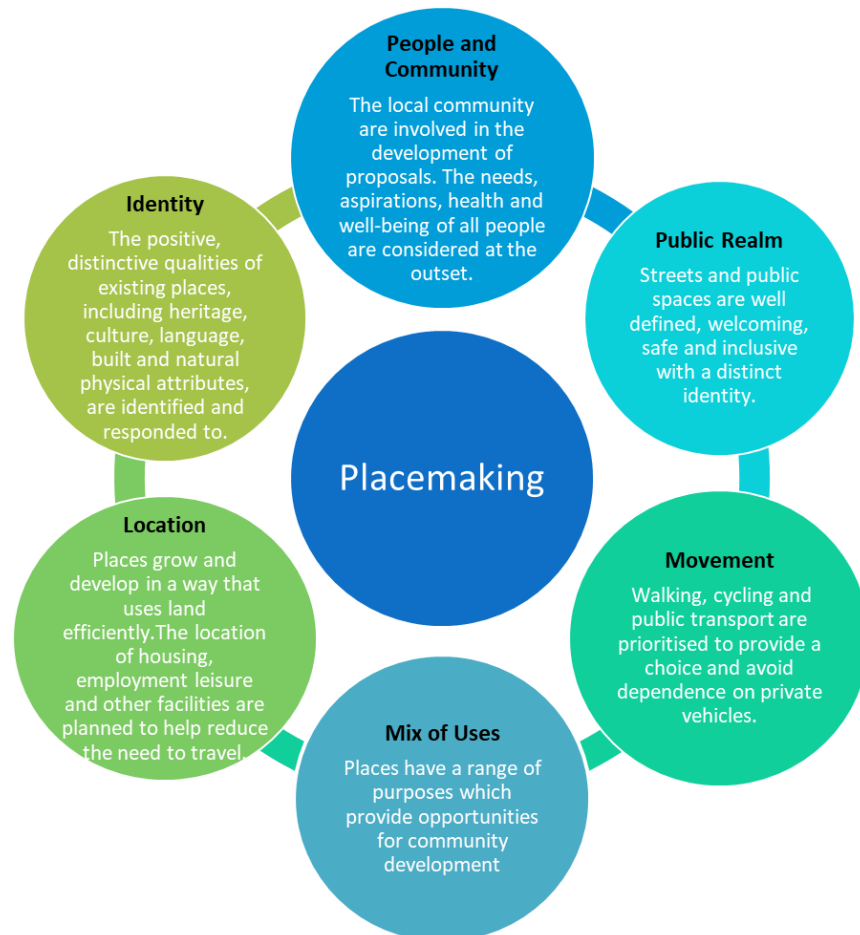 People and
Community
The local community
are involved in the
development of
proposals. The needs,
aspirations, health and
well-being of all people
are considered at the
outset.
Public Realm
Streets and public
spaces are well
defined, welcoming,
safe and inclusive
with a distinct
identity.
Movement
Walking, cycling and
public transport are
prioritised to provide a
choice and avoid
dependence on private
vehicles.
Mix of Uses
Places have a range of
purposes which
provide opportunities
for community
development
Location
Places grow and
develop in a way that
uses land
efficiently.The location
of housing,
employment leisure
and other facilities are
planned to help reduce
the need to travel.
Identity
The positive,
distinctive qualities of
existing places,
including heritage,
culture, language,
built and natural
physical attributes,
are identified and
responded to.
Placemaking